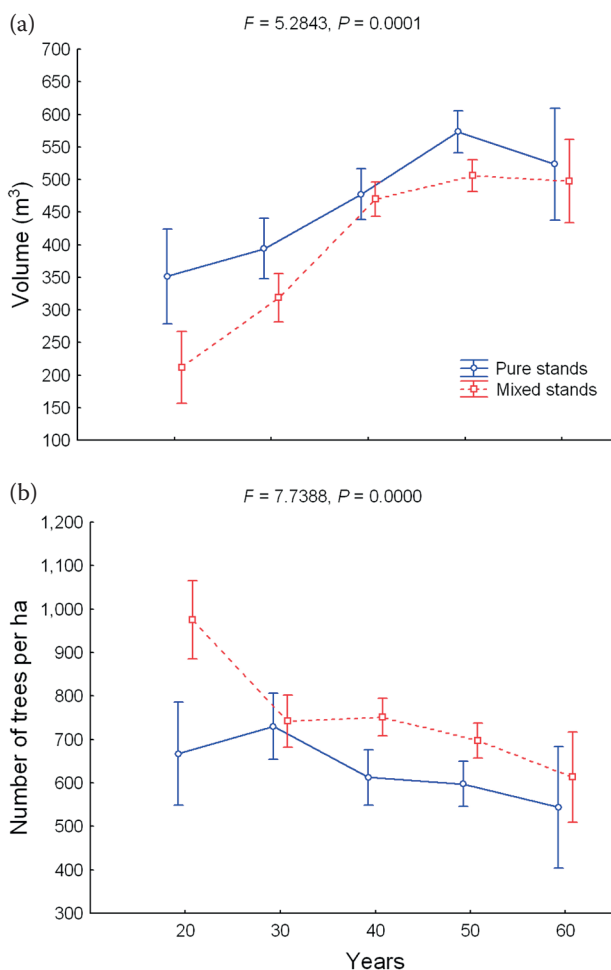 (a)
F = 5.2843, P = 0.0001
700
650
600
550
500
450
400
350
300
250
200
150
100
Volume (m³)
Pure stands
Mixed stands
(b)
F = 7.7388, P = 0.0000
1,200
1,100
1,000
900
800
700
600
500
400
300
Number of trees per ha
20 30 40 50 60
Years